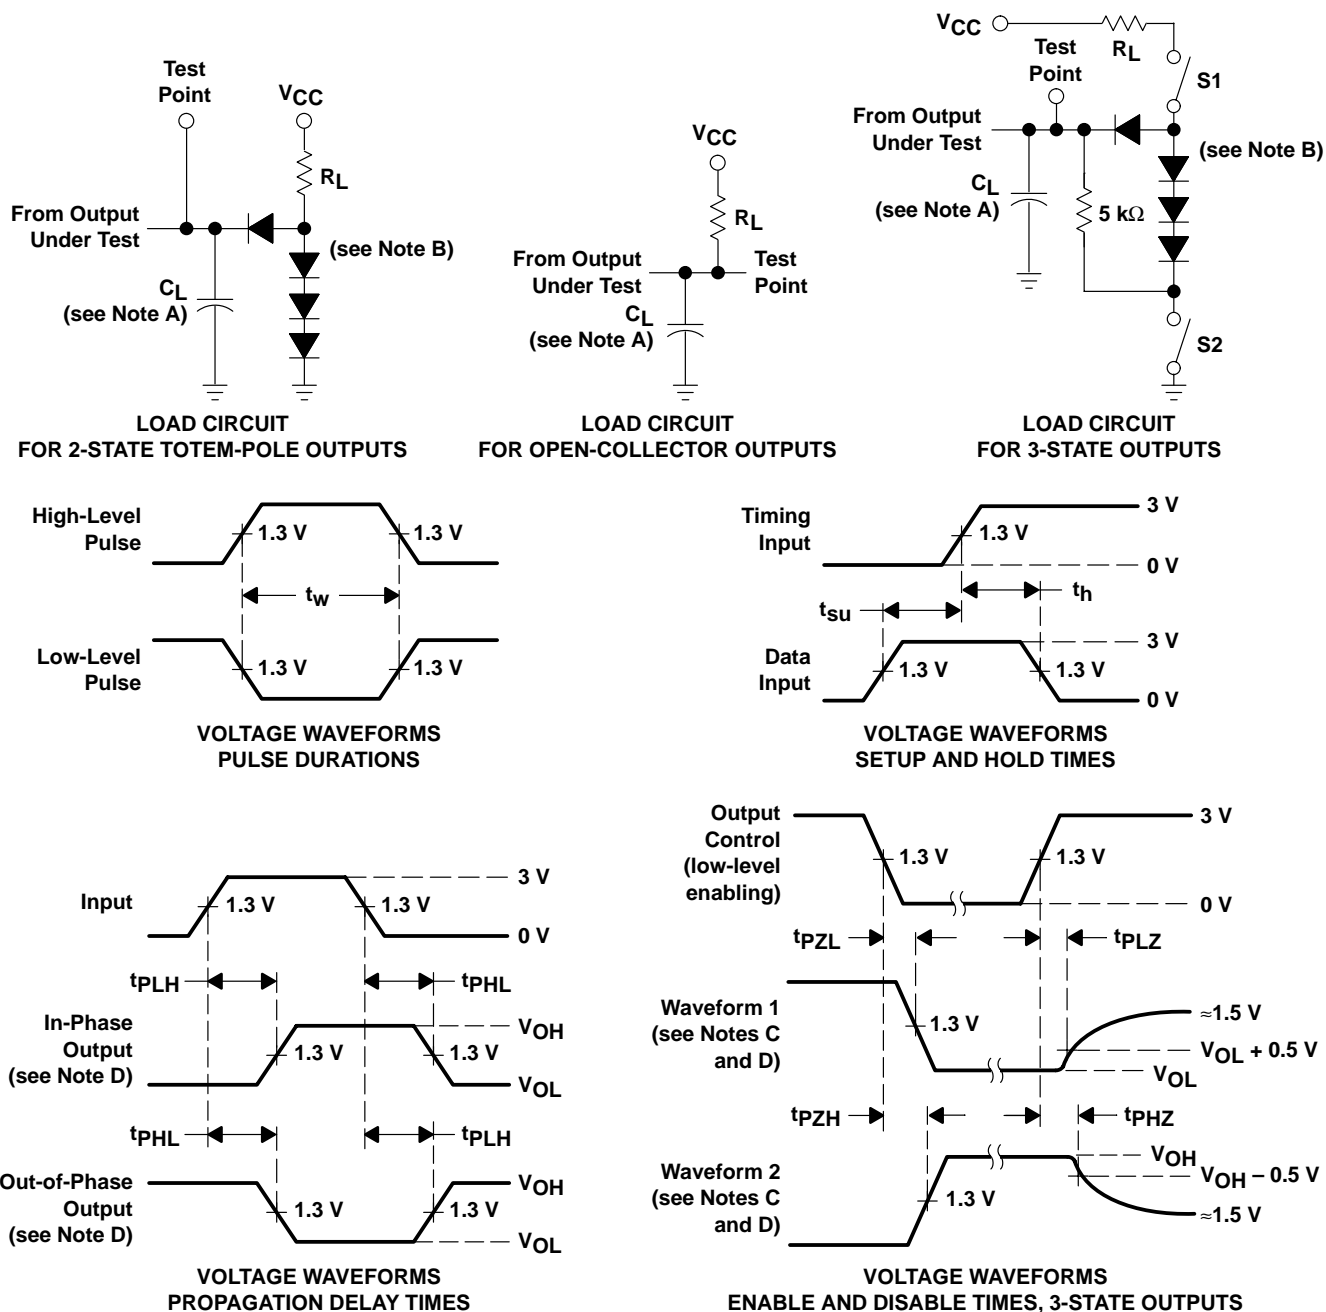 Test
Point
VCC
RL
From Output
Under Test
(see Note B)
CL
(see Note A)
LOAD CIRCUIT
FOR 2-STATE TOTEM-POLE OUTPUTS
VCC
RL
From Output
Under Test
Test
Point
CL
(see Note A)
LOAD CIRCUIT
FOR OPEN-COLLECTOR OUTPUTS
VCC
RL
Test
Point
S1
From Output
Under Test
(see Note B)
CL
(see Note A)
5 kΩ
S2
LOAD CIRCUIT
FOR 3-STATE OUTPUTS
High-Level
Pulse
1.3 V
1.3 V
tw
Low-Level
Pulse
1.3 V
1.3 V
VOLTAGE WAVEFORMS
PULSE DURATIONS
Timing
Input
1.3 V
3 V
0 V
th
tsu
Data
Input
1.3 V
1.3 V
3 V
0 V
VOLTAGE WAVEFORMS
SETUP AND HOLD TIMES
Input
1.3 V
1.3 V
3 V
0 V
tPLH
tPHL
In-Phase
Output
(see Note D)
1.3 V
1.3 V
VOH
VOL
tPHL
tPLH
Out-of-Phase
Output
(see Note D)
1.3 V
1.3 V
VOH
VOL
VOLTAGE WAVEFORMS
PROPAGATION DELAY TIMES
Output
Control
(low-level
enabling)
1.3 V
1.3 V
3 V
0 V
tPZL
tPLZ
Waveform 1
(see Notes C
and D)
1.3 V
≈1.5 V
VOL + 0.5 V
VOL
tPZH
tPHZ
Waveform 2
(see Notes C
and D)
1.3 V
VOH
VOH – 0.5 V
≈1.5 V
VOLTAGE WAVEFORMS
ENABLE AND DISABLE TIMES, 3-STATE OUTPUTS